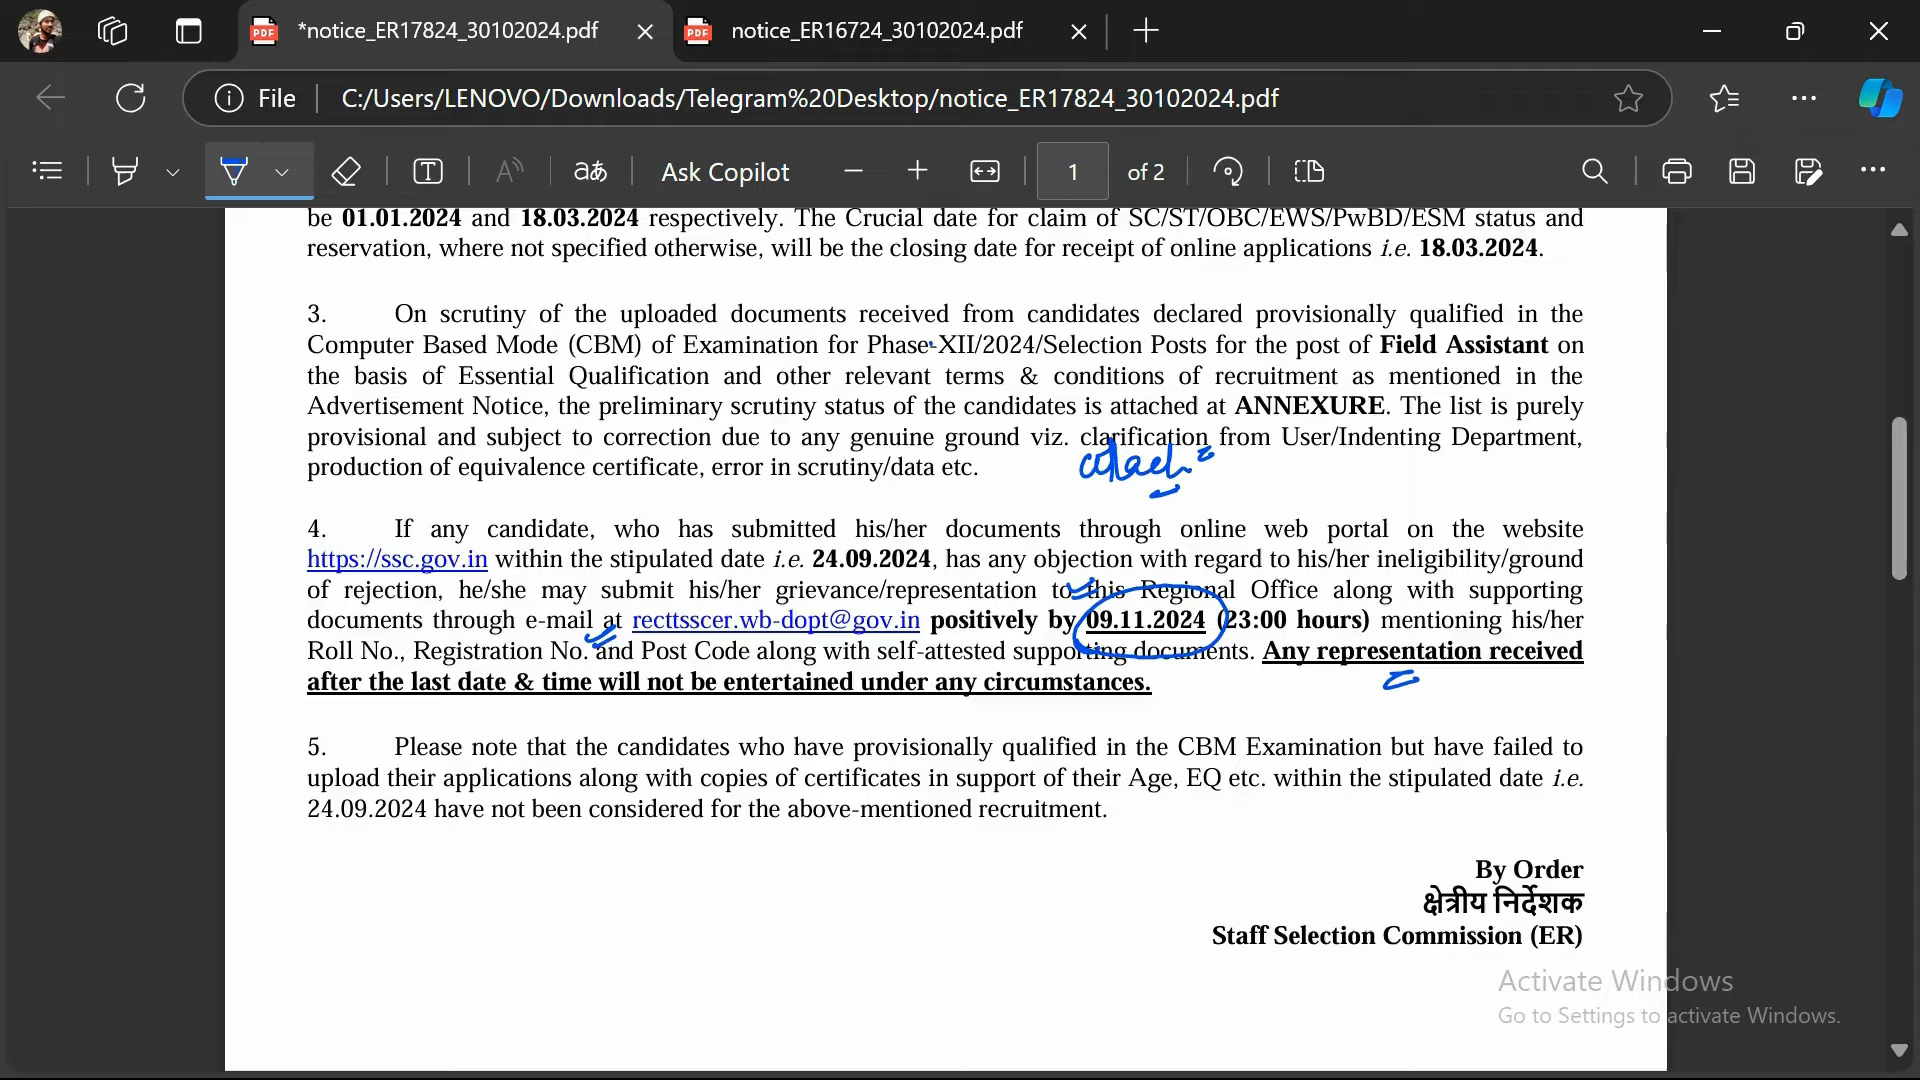 *notice_ER17824_30102024.pdf
notice_ER16724_30102024.pdf
File
C:/Users/LENOVO/Downloads/Telegram%20Desktop/notice_ER17824_30102024.pdf
Ask Copilot
1 of 2
be 01.01.2024 and 18.03.2024 respectively. The Crucial date for claim of SC/ST/OBC/EWS/PwBD/ESM status and
reservation, where not specified otherwise, will be the closing date for receipt of online applications i.e. 18.03.2024.
3. On scrutiny of the uploaded documents received from candidates declared provisionally qualified in the
Computer Based Mode (CBM) of Examination for Phase-XII/2024/Selection Posts for the post of Field Assistant on
the basis of Essential Qualification and other relevant terms & conditions of recruitment as mentioned in the
Advertisement Notice, the preliminary scrutiny status of the candidates is attached at ANNEXURE. The list is purely
provisional and subject to correction due to any genuine ground viz. clarification from User/Indenting Department,
production of equivalence certificate, error in scrutiny/data etc.
attach
4. If any candidate, who has submitted his/her documents through online web portal on the website
https://ssc.gov.in within the stipulated date i.e. 24.09.2024, has any objection with regard to his/her ineligibility/ground
of rejection, he/she may submit his/her grievance/representation to this Regional Office along with supporting
documents through e-mail at recttsscer.wb-dopt@gov.in positively by 09.11.2024 (23:00 hours) mentioning his/her
Roll No., Registration No. and Post Code along with self-attested supporting documents. Any representation received
after the last date & time will not be entertained under any circumstances.
5. Please note that the candidates who have provisionally qualified in the CBM Examination but have failed to
upload their applications along with copies of certificates in support of their Age, EQ etc. within the stipulated date i.e.
24.09.2024 have not been considered for the above-mentioned recruitment.
By Order
क्षेत्रीय निर्देशक
Staff Selection Commission (ER)
Activate Windows
Go to Settings to activate Windows.